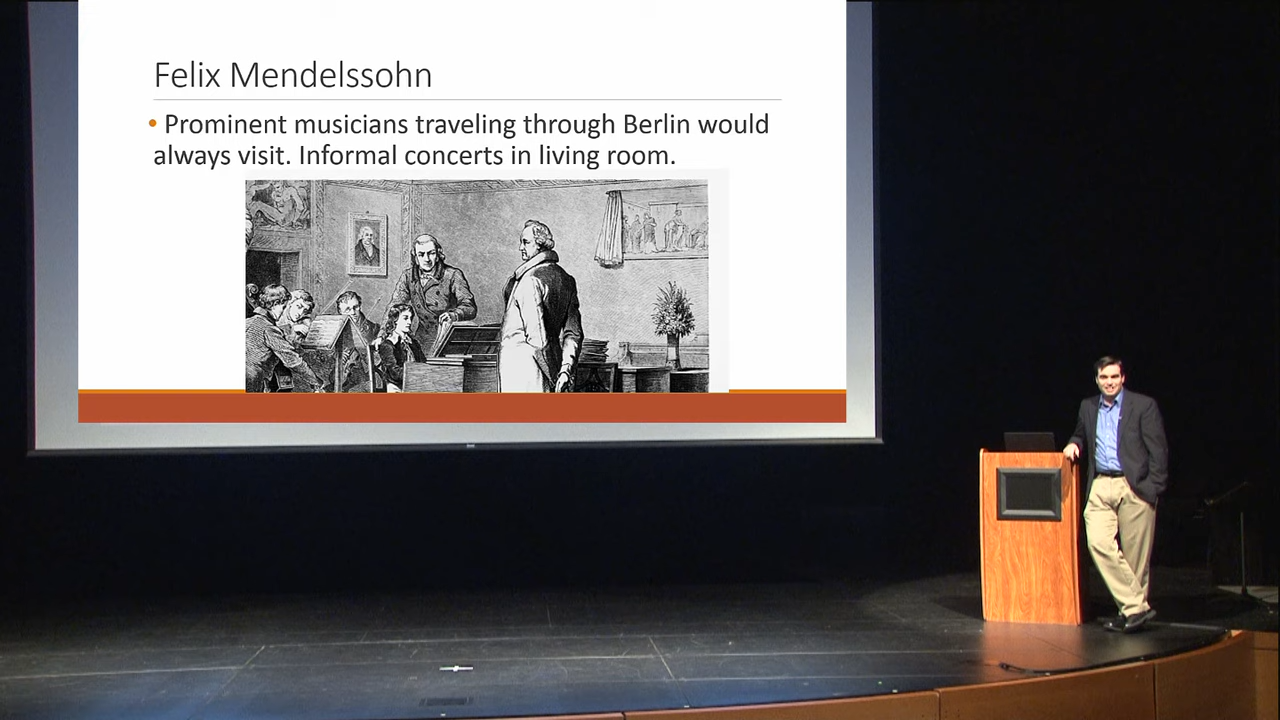 Felix Mendelssohn
• Prominent musicians traveling through Berlin would
always visit. Informal concerts in living room.